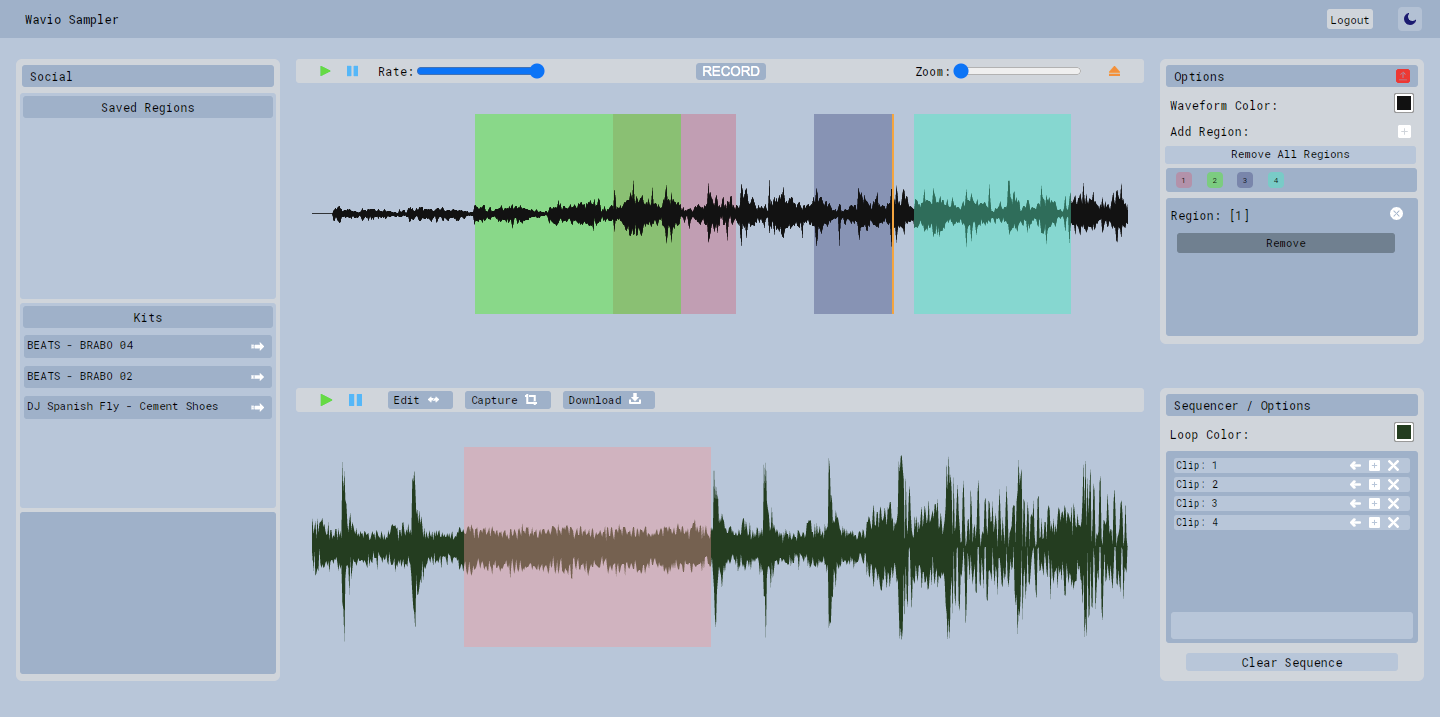 Wavio Sampler
Logout
Social
Saved Regions
Kits
BEATS - BRABO 04
BEATS - BRABO 02
DJ Spanish Fly - Cement Shoes
Rate:
RECORD
Zoom:
Edit
Capture
Download
Options
Waveform Color:
Add Region:
Remove All Regions
1 2 3 4
Region: [1]
Remove
Sequencer / Options
Loop Color:
Clip: 1
Clip: 2
Clip: 3
Clip: 4
Clear Sequence